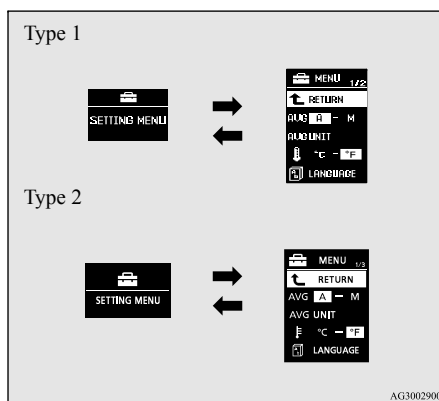 Type 1
SETTING MENU
MENU 1/2
RETURN
AVG A – M
AVG UNIT
°C – °F
LANGUAGE
Type 2
SETTING MENU
MENU 1/3
RETURN
AVG A – M
AVG UNIT
°C – °F
LANGUAGE
AG3002900